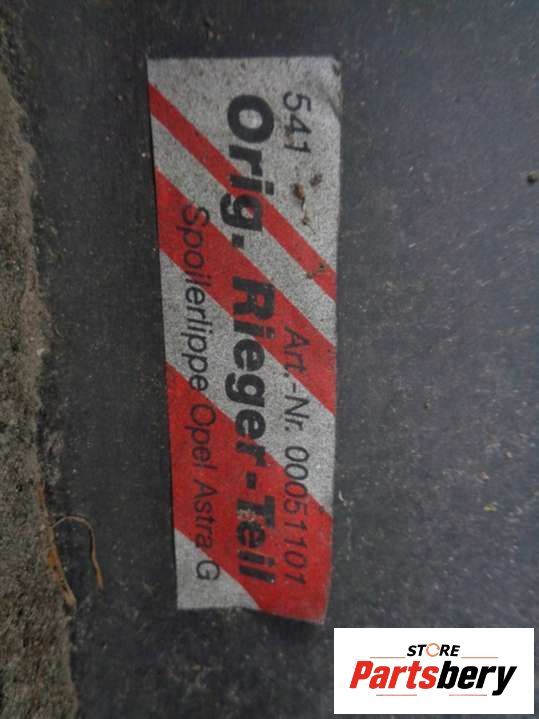 541 Art.-Nr. 00051101
Orig. Rieger-Teil
Spoilerlippe Opel Astra G
STORE
Partsbery